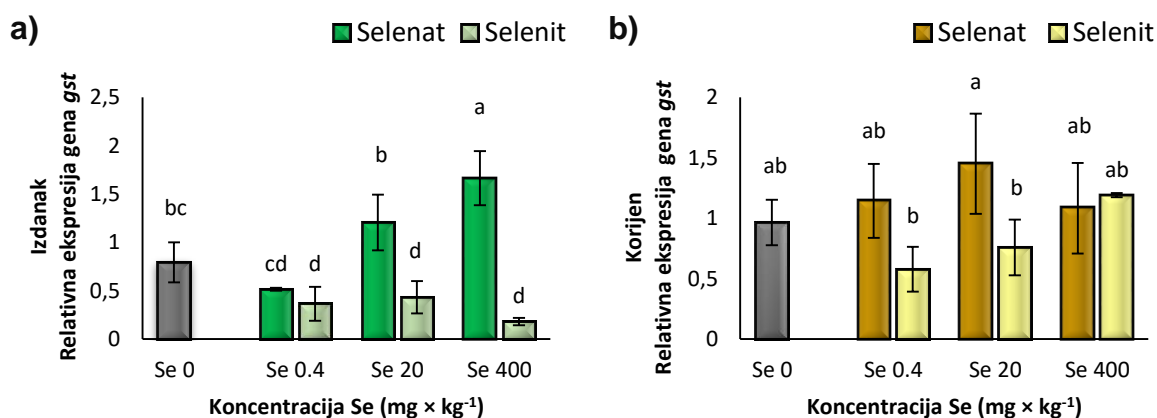 a)
Selenat Selenit
Izdanak
Relativna ekspresija gena gst
2,5
2
1,5
1
0,5
0
bc
cd
d
b
d
a
d
Se 0 Se 0.4 Se 20 Se 400
Koncentracija Se (mg × kg⁻¹)
b)
Selenat Selenit
Korijen
Relativna ekspresija gena gst
2
1,5
1
0,5
0
ab
ab
b
a
b
ab
ab
Se 0 Se 0.4 Se 20 Se 400
Koncentracija Se (mg × kg⁻¹)